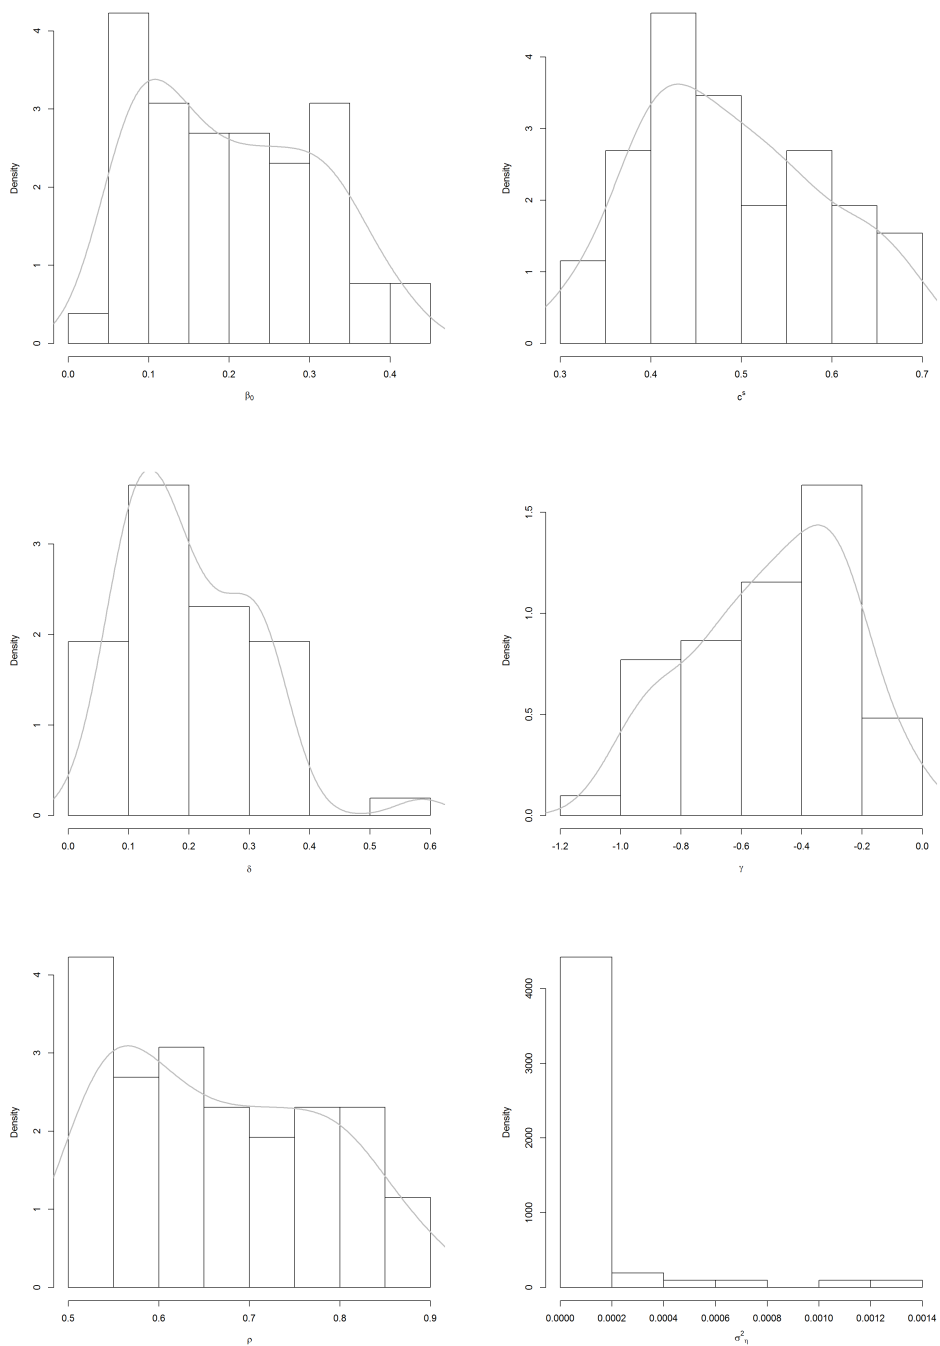 Density
4
3
2
1
0
0.0 0.1 0.2 0.3 0.4
β0
Density
4
3
2
1
0
0.3 0.4 0.5 0.6 0.7
cs
Density
3
2
1
0
0.0 0.1 0.2 0.3 0.4 0.5 0.6
δ
Density
1.5
1.0
0.5
0.0
-1.2 -1.0 -0.8 -0.6 -0.4 -0.2 0.0
γ
Density
4
3
2
1
0
0.5 0.6 0.7 0.8 0.9
ρ
Density
4000
3000
2000
1000
0
0.0000 0.0002 0.0004 0.0006 0.0008 0.0010 0.0012 0.0014
σ2η